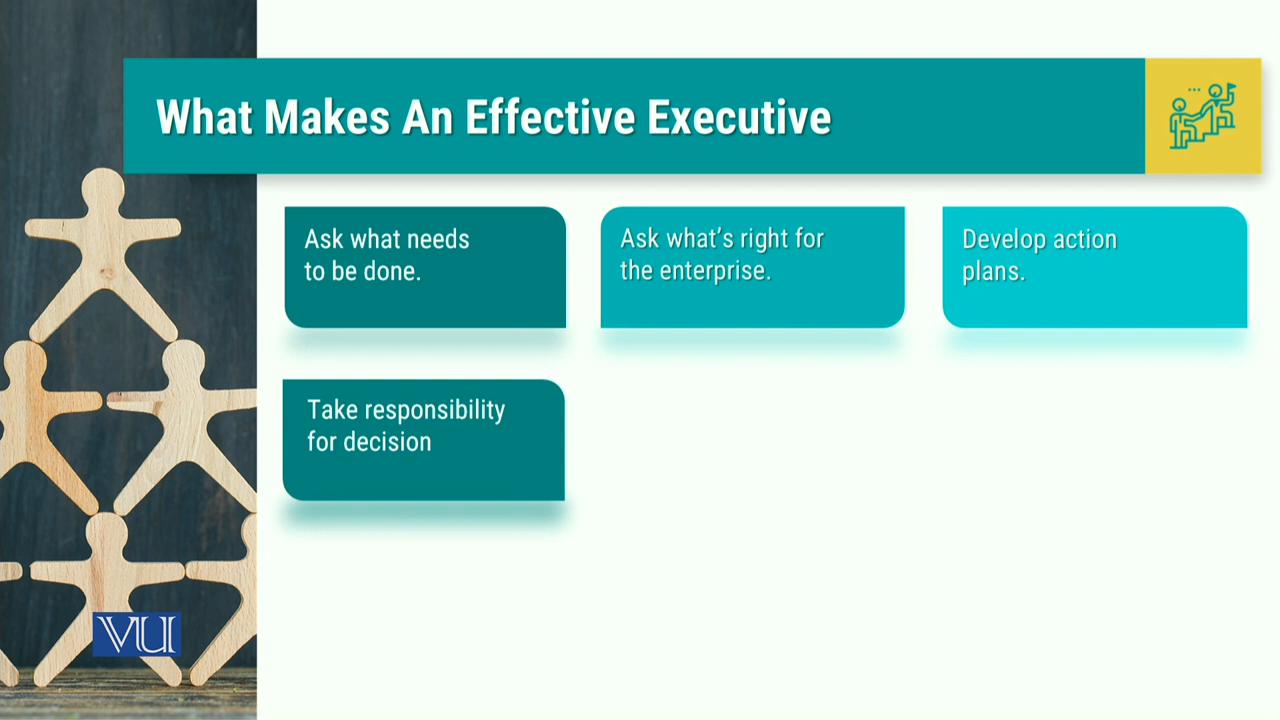 What Makes An Effective Executive
Ask what needs
to be done.
Ask what's right for
the enterprise.
Develop action
plans.
Take responsibility
for decision
VU